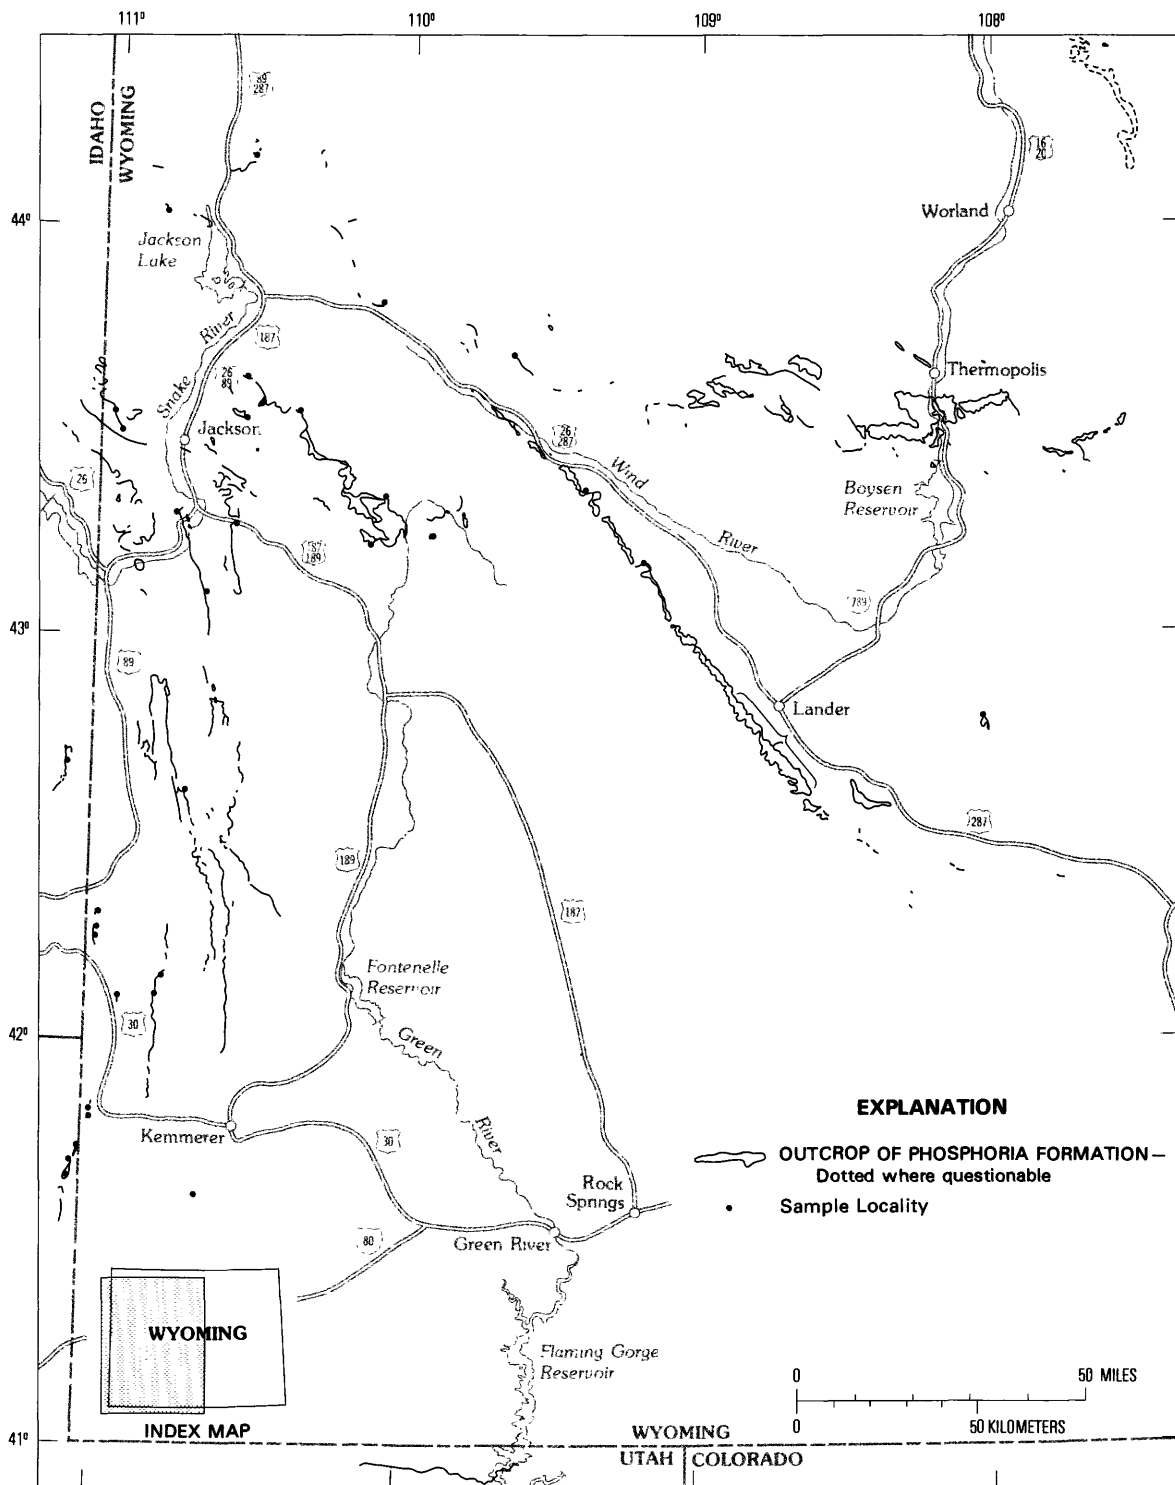 111° 110° 109° 108°
89
287
IDAHO
WYOMING
16
20
44°
Worland
Jackson
Lake
River
187
Snake
26
89
Thermopolis
Jackson
26
287
Wind
26
Boysen
Reservoir
River
187
189
789
43°
89
Lander
287
189
187
Fontenelle
Reservoir
30
42°
Green
EXPLANATION
Kemmerer
30
River
OUTCROP OF PHOSPHORIA FORMATION—
Dotted where questionable
Rock
Springs
Sample Locality
80
Green River
WYOMING
Flaming Gorge
Reservoir
0 50 MILES
0 50 KILOMETERS
INDEX MAP
41°
WYOMING
UTAH COLORADO